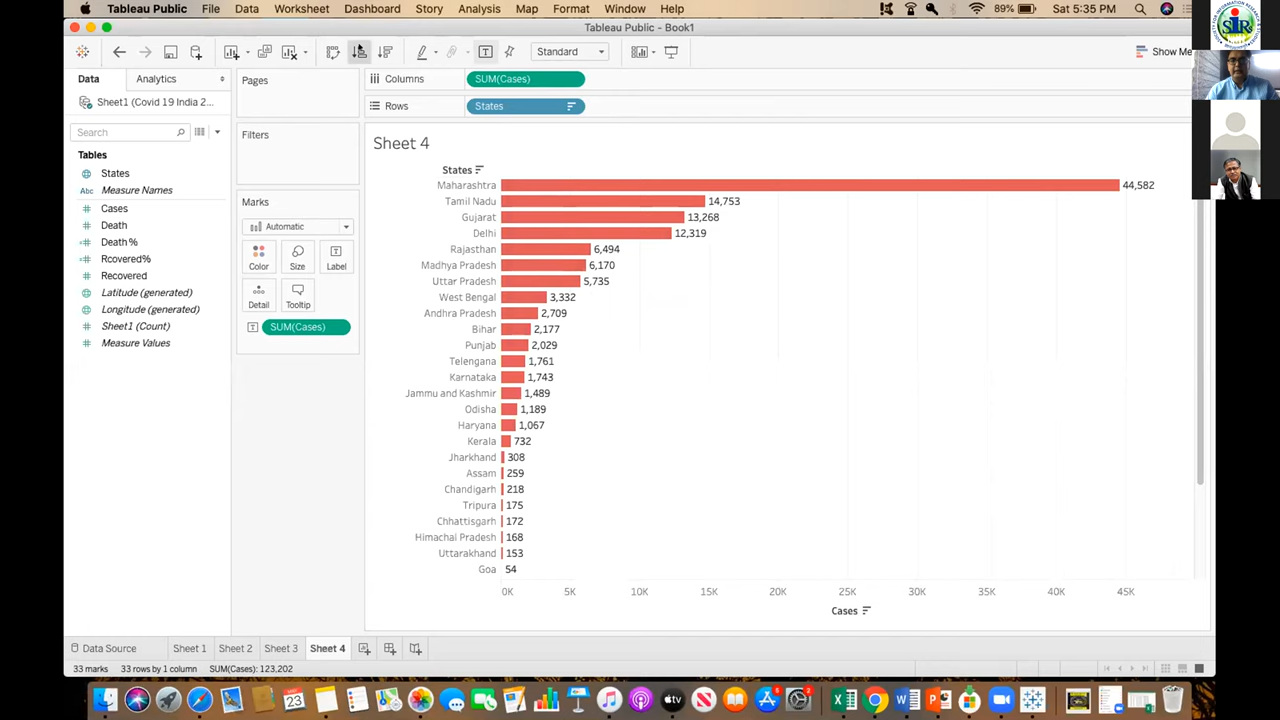 Tableau Public File Data Worksheet Dashboard Story Analysis Map Format Window Help 89% Sat 5:35 PM
Tableau Public - Book1
Standard Show Me
Data Analytics
Sheet1 (Covid 19 India 2...
Search
Tables
States
Abc Measure Names
Cases
Death
Death %
Rcovered%
Recovered
Latitude (generated)
Longitude (generated)
Sheet1 (Count)
Measure Values
Pages
Filters
Marks
Automatic
Color Size Label
Detail Tooltip
SUM(Cases)
Columns SUM(Cases)
Rows States
Sheet 4
States
Maharashtra 44,582
Tamil Nadu 14,753
Gujarat 13,268
Delhi 12,319
Rajasthan 6,494
Madhya Pradesh 6,170
Uttar Pradesh 5,735
West Bengal 3,332
Andhra Pradesh 2,709
Bihar 2,177
Punjab 2,029
Telengana 1,761
Karnataka 1,743
Jammu and Kashmir 1,489
Odisha 1,189
Haryana 1,067
Kerala 732
Jharkhand 308
Assam 259
Chandigarh 218
Tripura 175
Chhattisgarh 172
Himachal Pradesh 168
Uttarakhand 153
Goa 54
0K 5K 10K 15K 20K 25K 30K 35K 40K 45K
Cases
Data Source Sheet 1 Sheet 2 Sheet 3 Sheet 4
33 marks 33 rows by 1 column SUM(Cases): 123,202